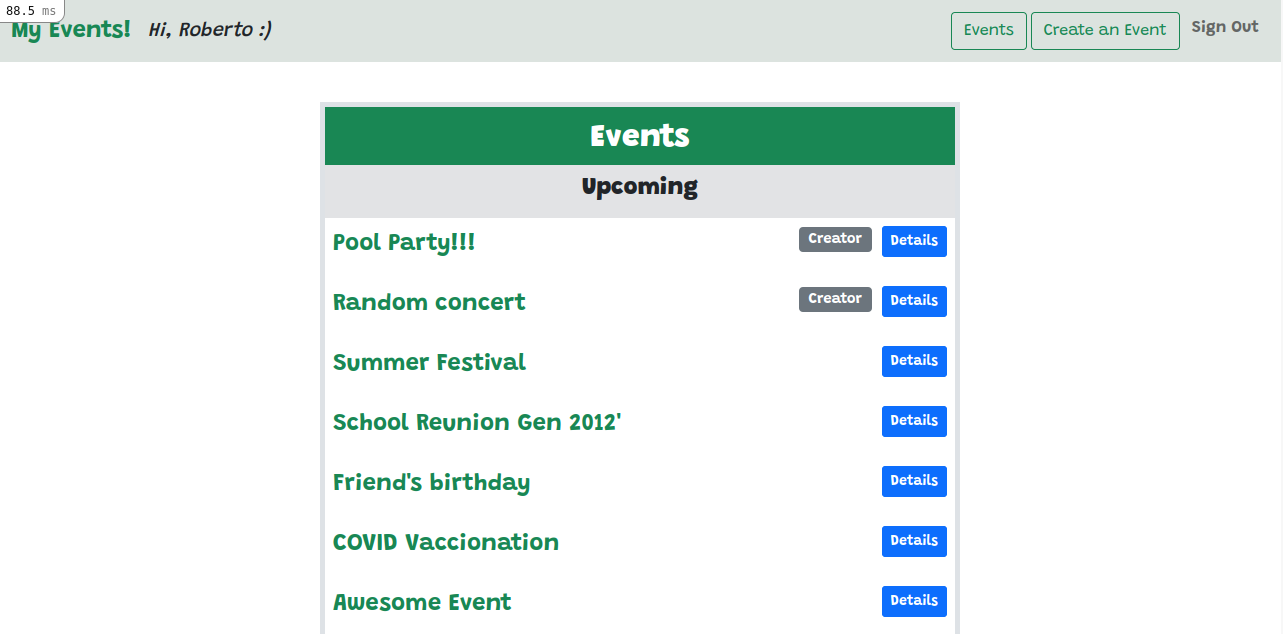 88.5 ms
My Events! Hi, Roberto :) Events Create an Event Sign Out
Events
Upcoming
Pool Party!!! Creator Details
Random concert Creator Details
Summer Festival Details
School Reunion Gen 2012' Details
Friend's birthday Details
COVID Vaccionation Details
Awesome Event Details